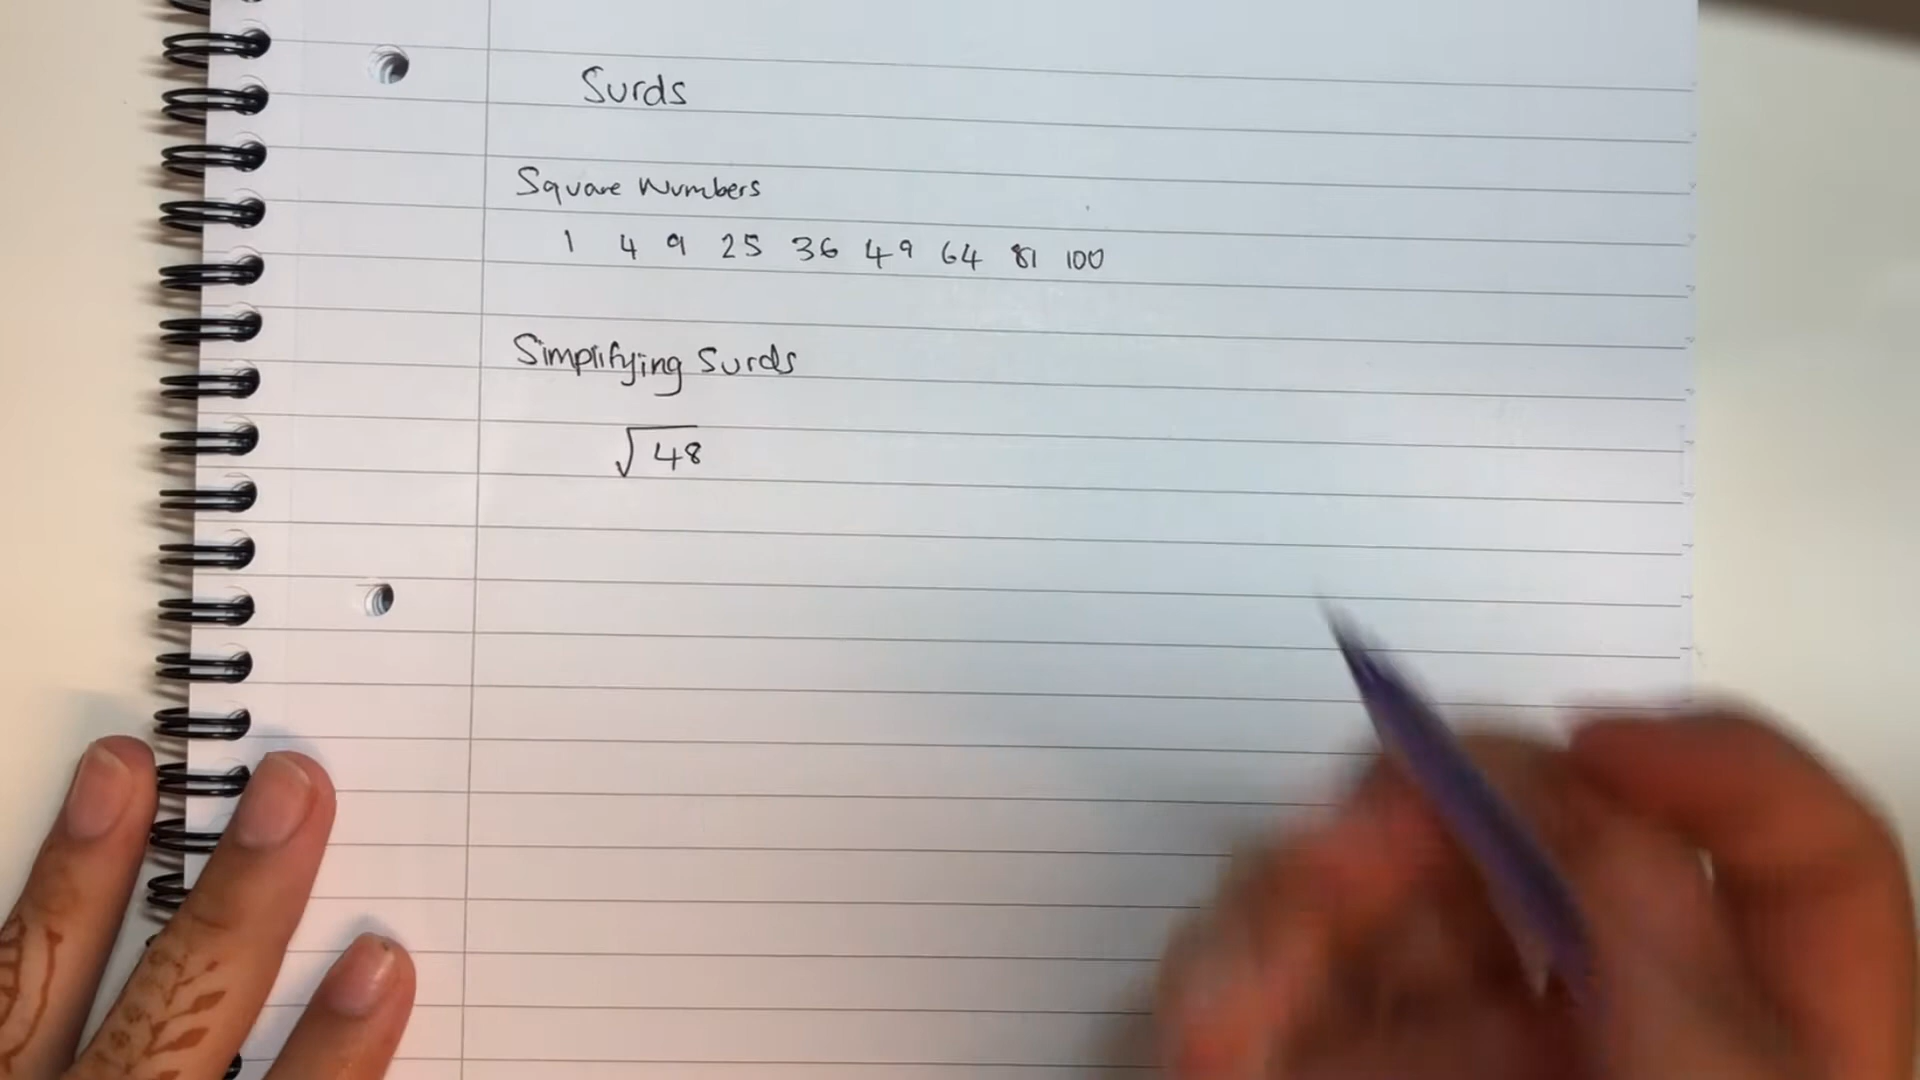 Surds
Square Numbers
1 4 9 25 36 49 64 81 100
Simplifying Surds
√48